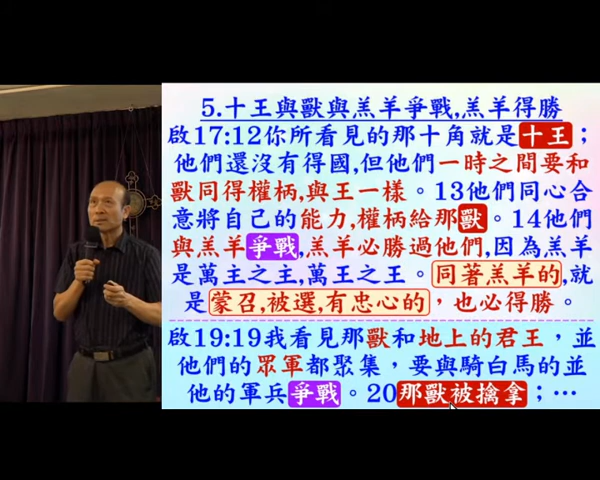 5.十王與獸與羔羊爭戰,羔羊得勝
啟17:12你所看見的那十角就是十王；
他們還沒有得國,但他們一時之間要和
獸同得權柄,與王一樣。13他們同心合
意將自己的能力,權柄給那獸。14他們
與羔羊爭戰,羔羊必勝過他們,因為羔羊
是萬主之主,萬王之王。同著羔羊的,就
是蒙召,被選,有忠心的，也必得勝。
啟19:19我看見那獸和地上的君王，並
他們的眾軍都聚集，要與騎白馬的並
他的軍兵爭戰。20那獸被擒拿；…